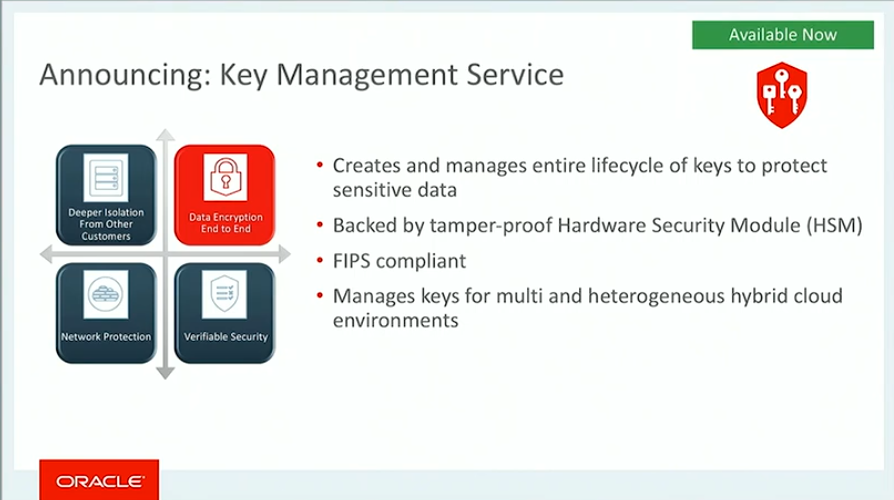 Available Now
Announcing: Key Management Service
Deeper Isolation
From Other
Customers
Data Encryption
End to End
Network Protection
Verifiable Security
• Creates and manages entire lifecycle of keys to protect
sensitive data
• Backed by tamper-proof Hardware Security Module (HSM)
• FIPS compliant
• Manages keys for multi and heterogeneous hybrid cloud
environments
ORACLE®